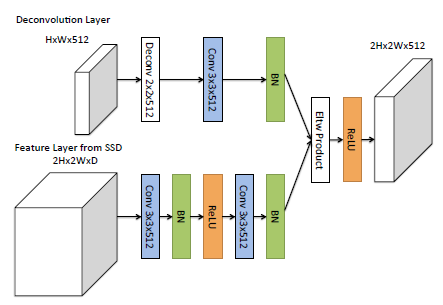 Deconvolution Layer
HxWx512
Deconv 2x2x512
Conv 3x3x512
BN
Eltw Product
ReLU
2Hx2Wx512
Feature Layer from SSD
2Hx2WxD
Conv 3x3x512
BN
ReLU
Conv 3x3x512
BN